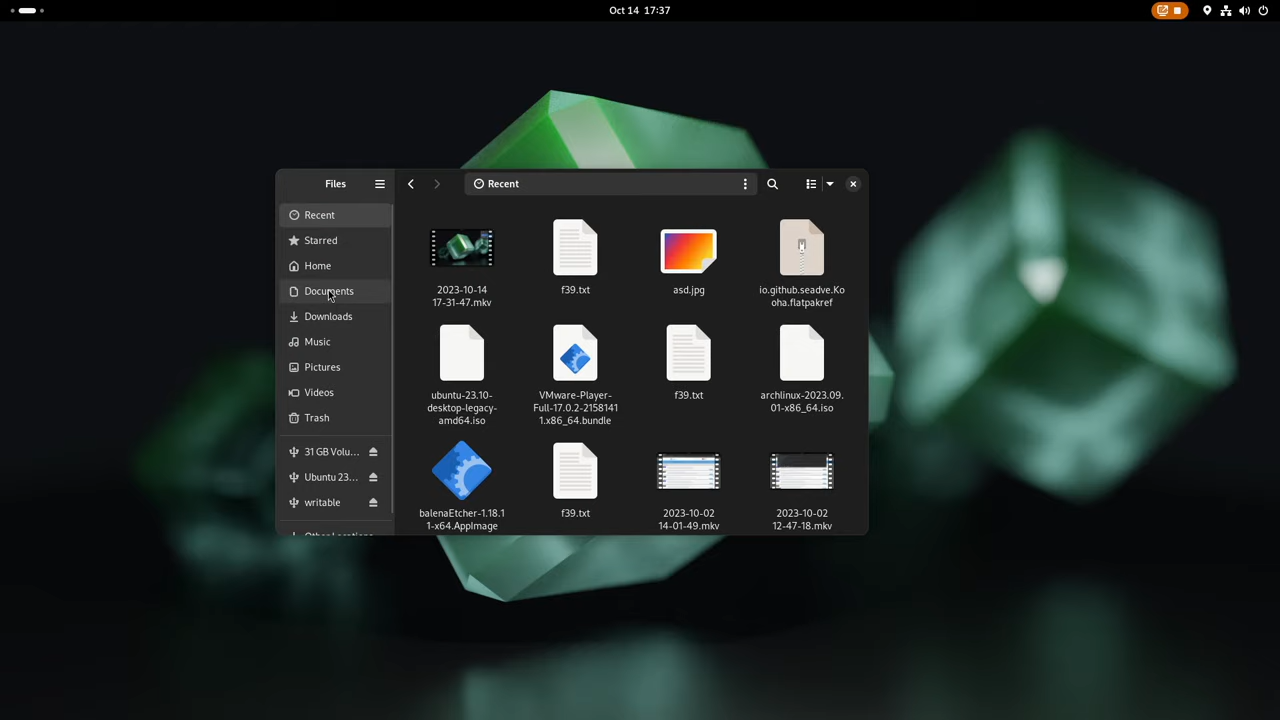 Oct 14 17:37
Files
Recent
Recent
Starred
Home
Documents
Downloads
Music
Pictures
Videos
Trash
31 GB Volu...
Ubuntu 23...
writable
Other Locations
2023-10-14
17-31-47.mkv
f39.txt
asd.jpg
io.github.seadve.Ko
oha.flatpakref
ubuntu-23.10-
desktop-legacy-
amd64.iso
VMware-Player-
Full-17.0.2-2158141
1.x86_64.bundle
f39.txt
archlinux-2023.09.
01-x86_64.iso
balenaEtcher-1.18.1
1-x64.AppImage
f39.txt
2023-10-02
14-01-49.mkv
2023-10-02
12-47-18.mkv